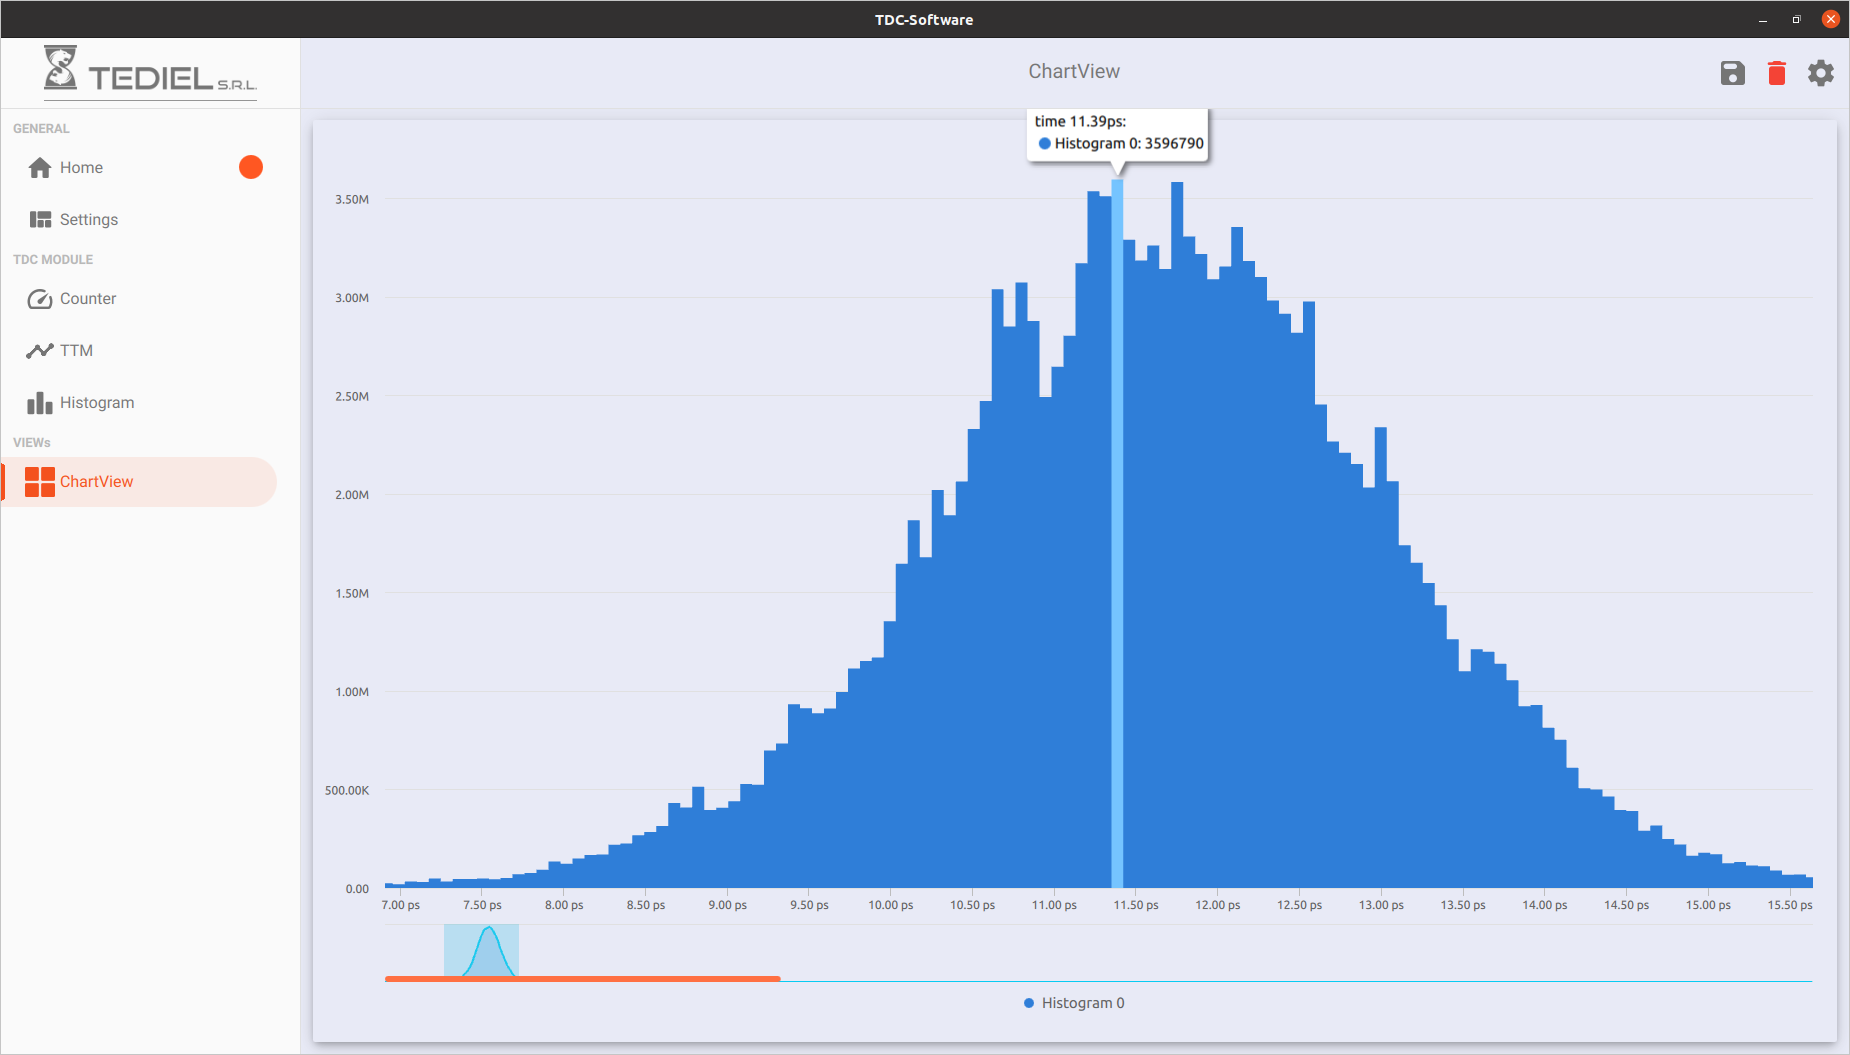 TDC-Software
TEDIEL S.R.L.
ChartView
GENERAL
Home
Settings
TDC MODULE
Counter
TTM
Histogram
VIEWs
ChartView
time 11.39ps:
Histogram 0: 3596790
3.50M
3.00M
2.50M
2.00M
1.50M
1.00M
500.00K
0.00
7.00 ps 7.50 ps 8.00 ps 8.50 ps 9.00 ps 9.50 ps 10.00 ps 10.50 ps 11.00 ps 11.50 ps 12.00 ps 12.50 ps 13.00 ps 13.50 ps 14.00 ps 14.50 ps 15.00 ps 15.50 ps
Histogram 0